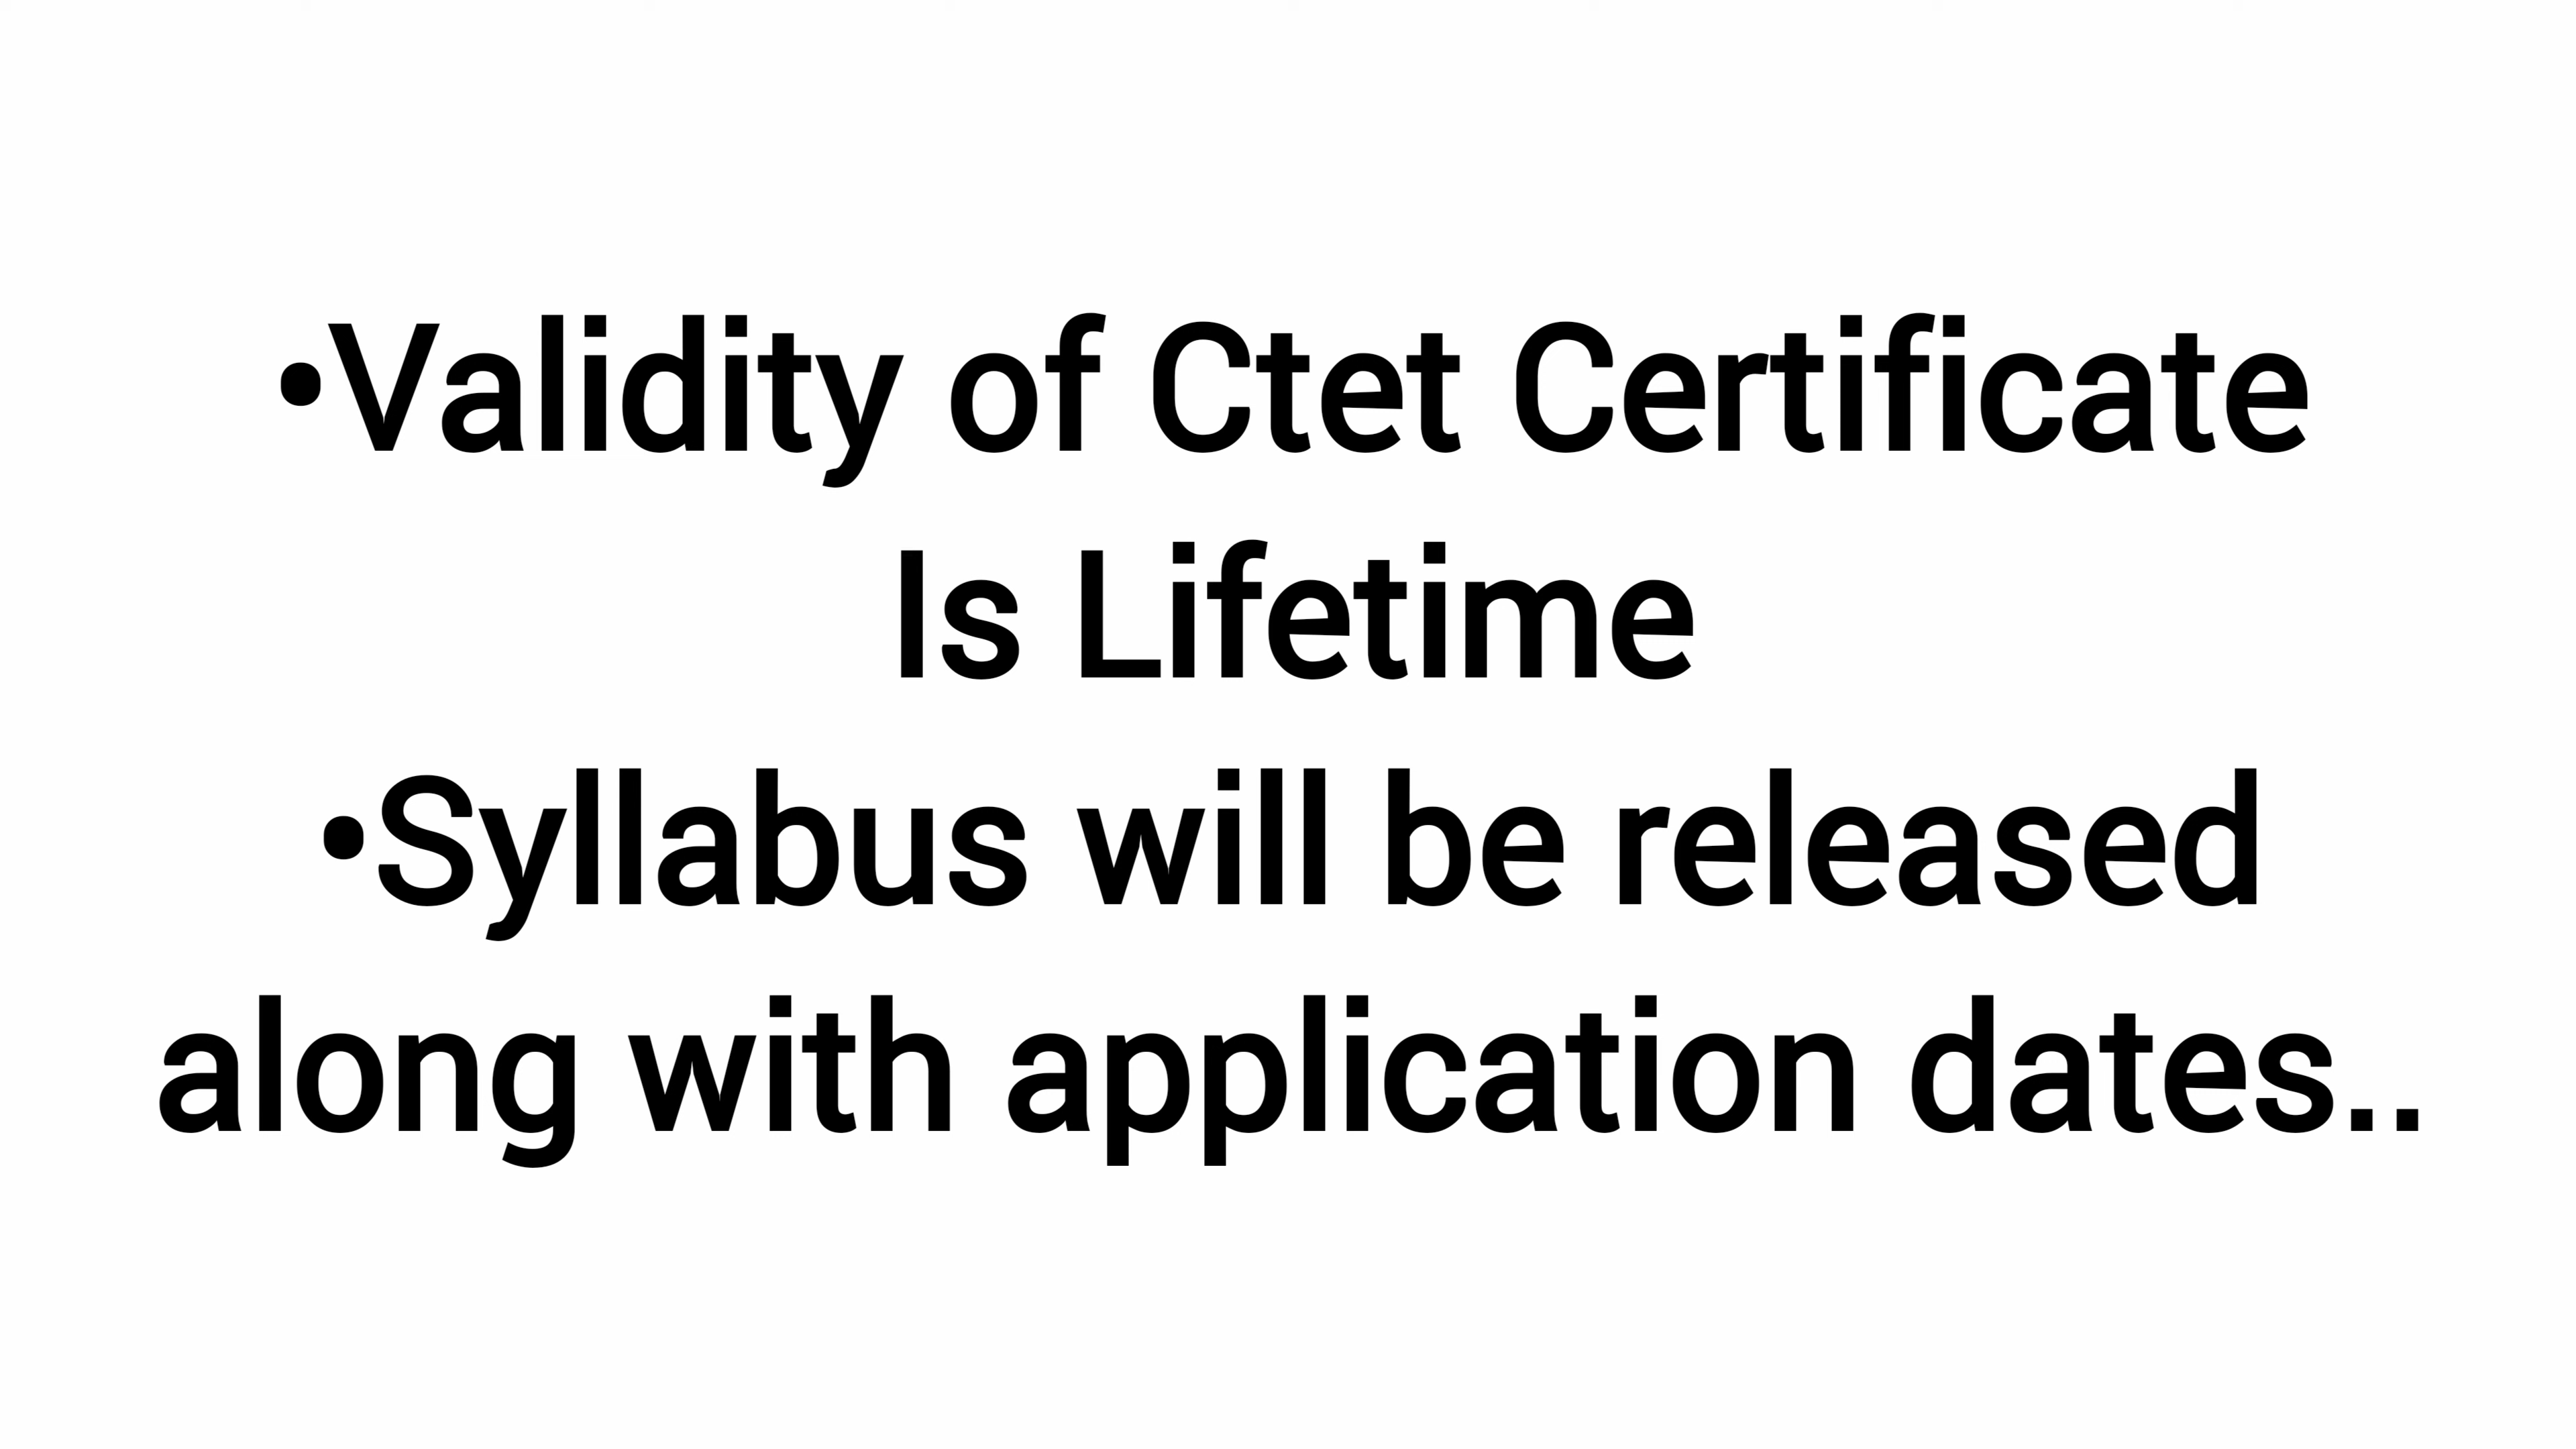 •Validity of Ctet Certificate
Is Lifetime
•Syllabus will be released
along with application dates..